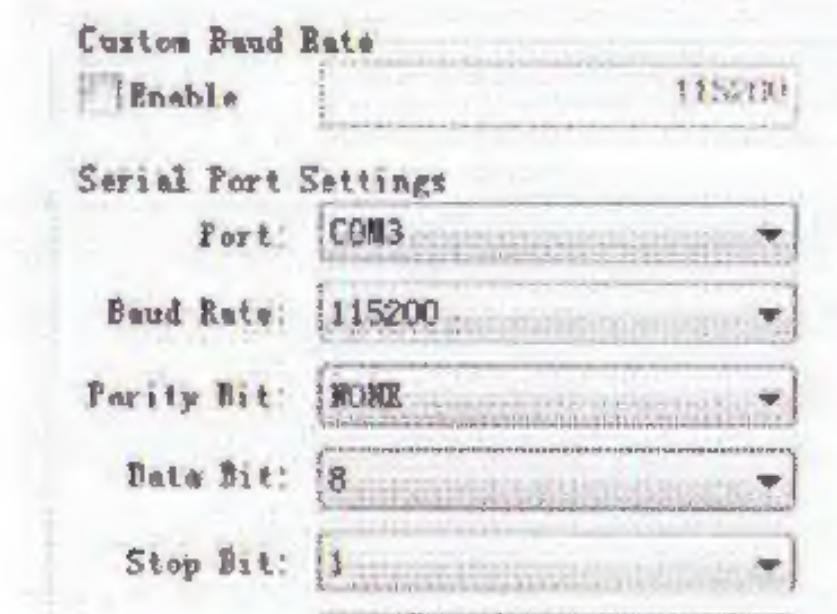 Custom Baud Rate
Enable 115200
Serial Port Settings
Port: COM3
Baud Rate: 115200
Parity Bit: NONE
Data Bit: 8
Stop Bit: 1